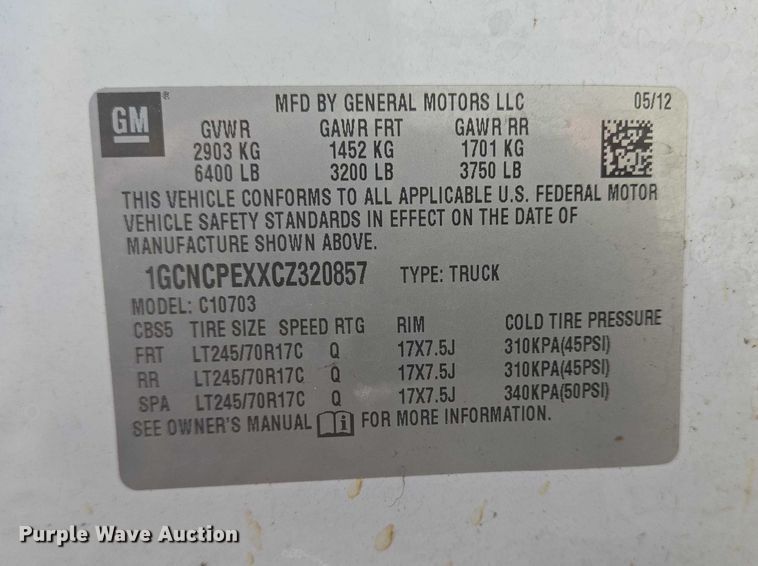 GM
MFD BY GENERAL MOTORS LLC 05/12
GVWR GAWR FRT GAWR RR
2903 KG 1452 KG 1701 KG
6400 LB 3200 LB 3750 LB
THIS VEHICLE CONFORMS TO ALL APPLICABLE U.S. FEDERAL MOTOR
VEHICLE SAFETY STANDARDS IN EFFECT ON THE DATE OF
MANUFACTURE SHOWN ABOVE.
1GCNCPEXXCZ320857 TYPE: TRUCK
MODEL: C10703
CBS5 TIRE SIZE SPEED RTG RIM COLD TIRE PRESSURE
FRT LT245/70R17C Q 17X7.5J 310KPA(45PSI)
RR LT245/70R17C Q 17X7.5J 310KPA(45PSI)
SPA LT245/70R17C Q 17X7.5J 340KPA(50PSI)
SEE OWNER'S MANUAL i FOR MORE INFORMATION.
Purple Wave Auction